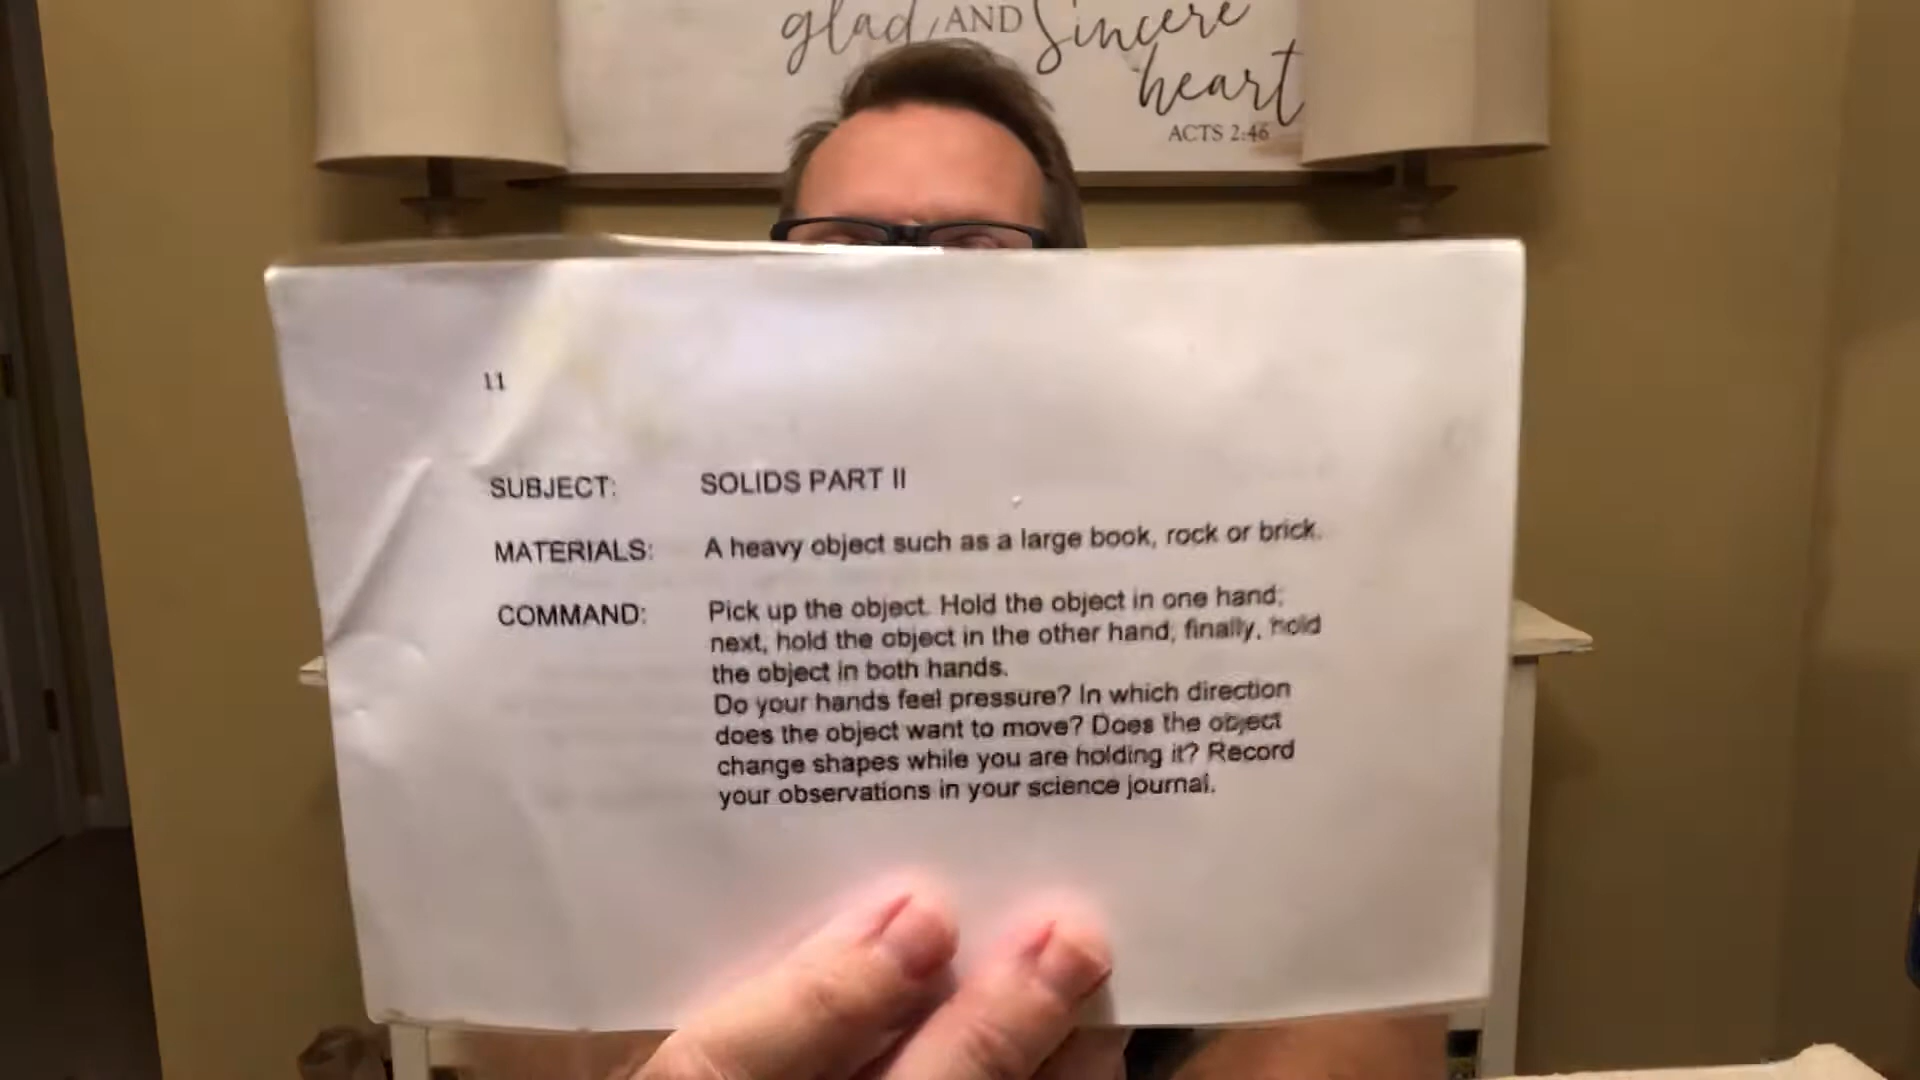 glad AND Sincere
heart
ACTS 2:46
11
SUBJECT: SOLIDS PART II
MATERIALS: A heavy object such as a large book, rock or brick.
COMMAND: Pick up the object. Hold the object in one hand;
next, hold the object in the other hand; finally, hold
the object in both hands.
Do your hands feel pressure? In which direction
does the object want to move? Does the object
change shapes while you are holding it? Record
your observations in your science journal.